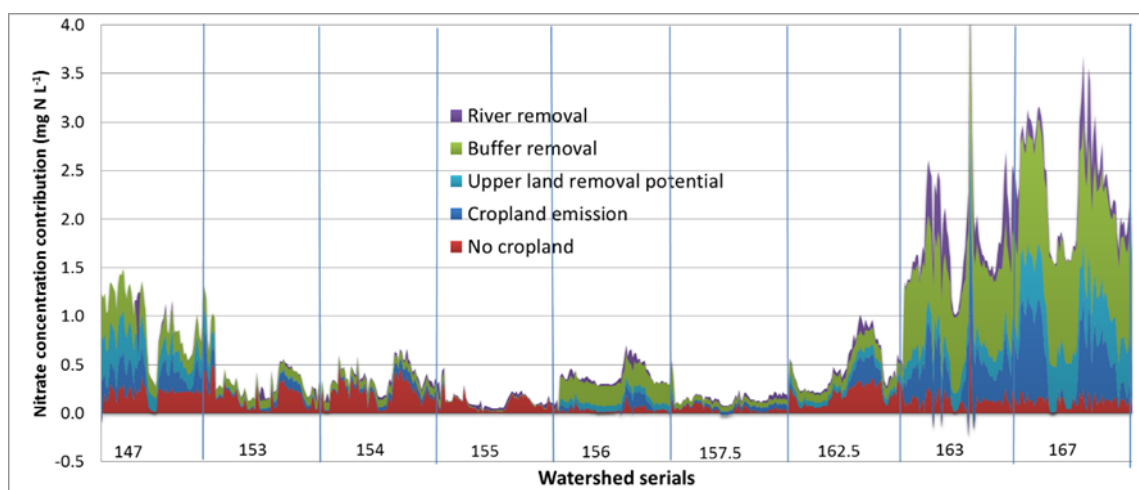 4.0
3.5
3.0
2.5
2.0
1.5
1.0
0.5
0.0
-0.5
Nitrate concentration contribution (mg N L⁻¹)
River removal
Buffer removal
Upper land removal potential
Cropland emission
No cropland
147 153 154 155 156 157.5 162.5 163 167
Watershed serials